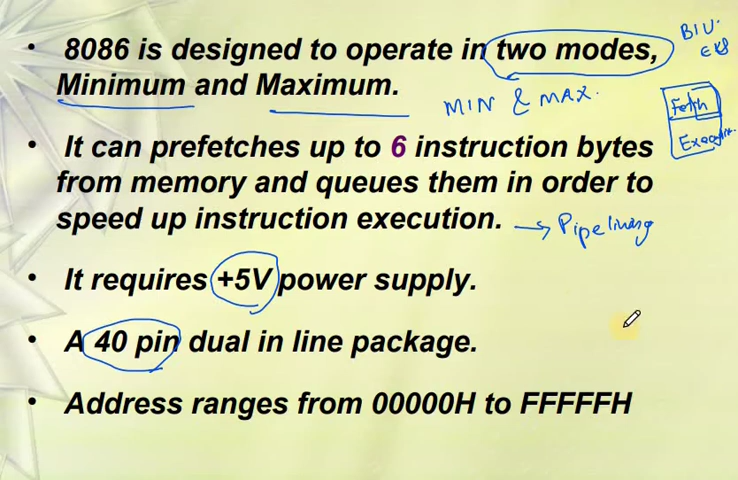 • 8086 is designed to operate in two modes,
Minimum and Maximum.
MIN & MAX.
BIU.
Fetch
• It can prefetches up to 6 instruction bytes
from memory and queues them in order to
speed up instruction execution. → Pipelining
• It requires +5V power supply.
• A 40 pin dual in line package.
• Address ranges from 00000H to FFFFFH